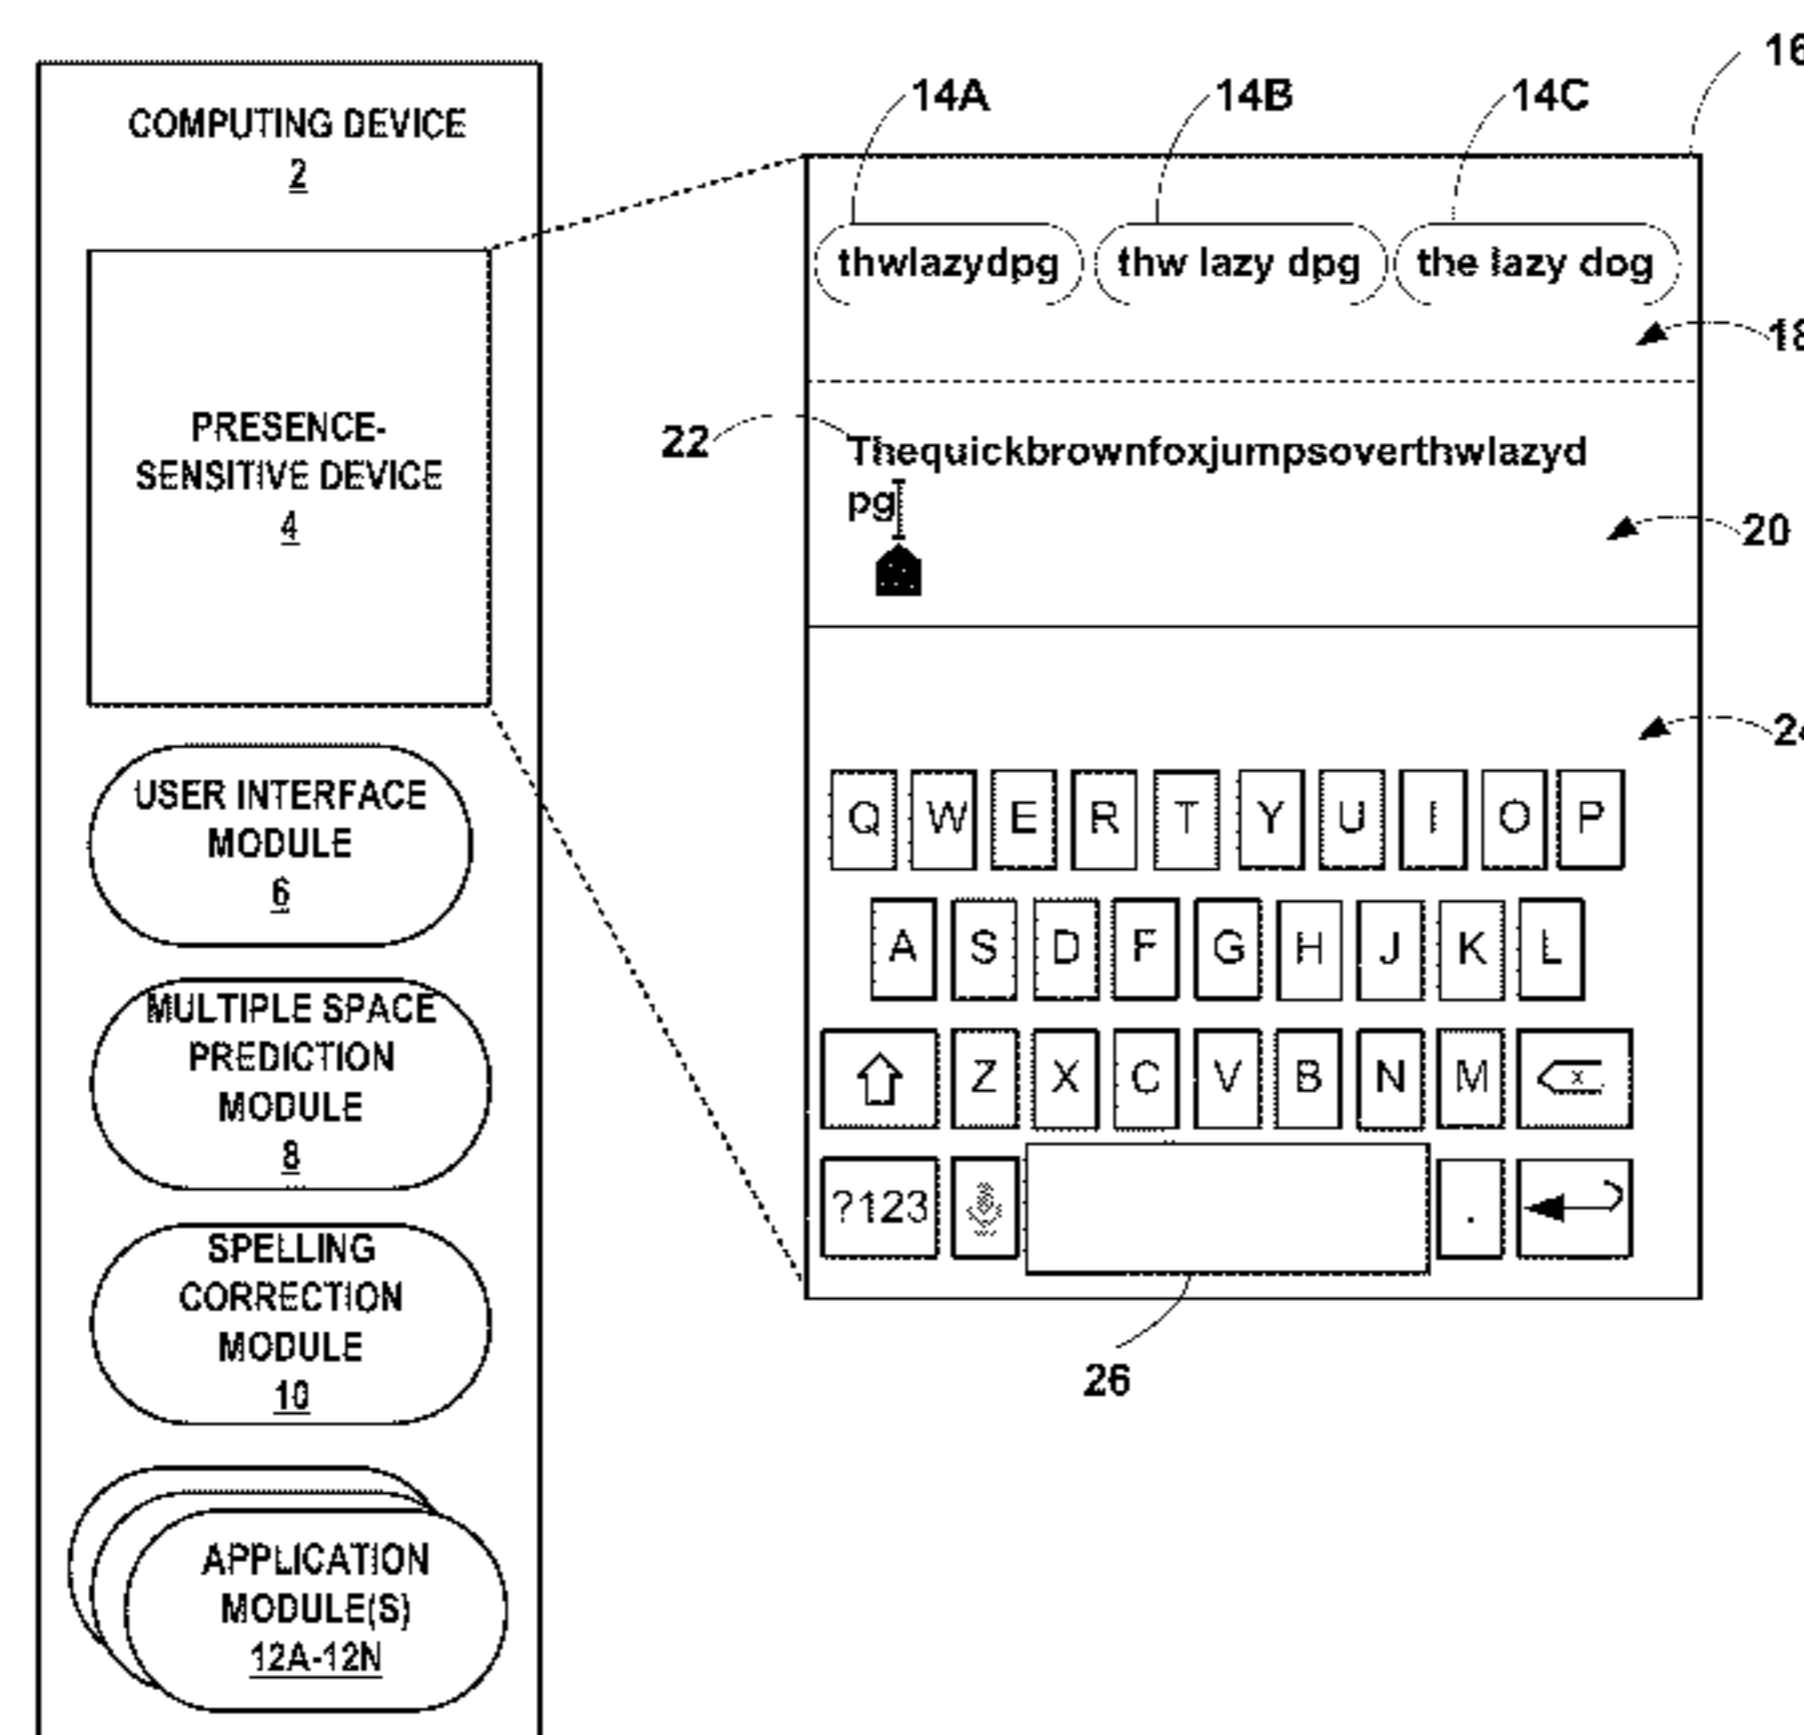 COMPUTING DEVICE
2
PRESENCE-
SENSITIVE DEVICE
4
USER INTERFACE
MODULE
6
MULTIPLE SPACE
PREDICTION
MODULE
8
SPELLING
CORRECTION
MODULE
10
APPLICATION
MODULE(S)
12A-12N
16
14A 14B 14C
thwlazydpg thw lazy dpg the lazy dog
18
22
Thequickbrownfoxjumpsoverthwlazyd
pg
20
Q W E R T Y U I O P
A S D F G H J K L
Z X C V B N M x
?123 .
26